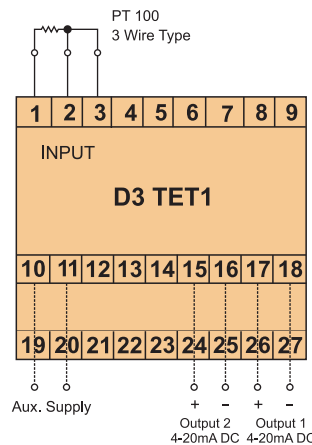 PT 100
3 Wire Type
1 2 3 4 5 6 7 8 9
INPUT
D3 TET1
10 11 12 13 14 15 16 17 18
19 20 21 22 23 24 25 26 27
Aux. Supply
+ – + –
Output 2 Output 1
4-20mA DC 4-20mA DC